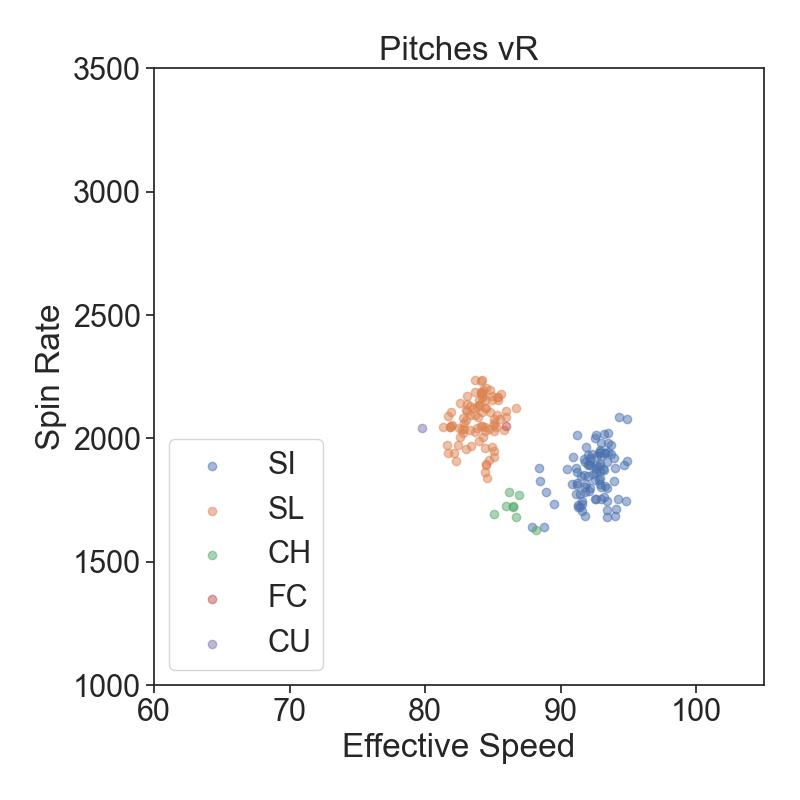 Pitches vR
3500
3000
2500
2000
1500
1000
Spin Rate
SI
SL
CH
FC
CU
60 70 80 90 100
Effective Speed